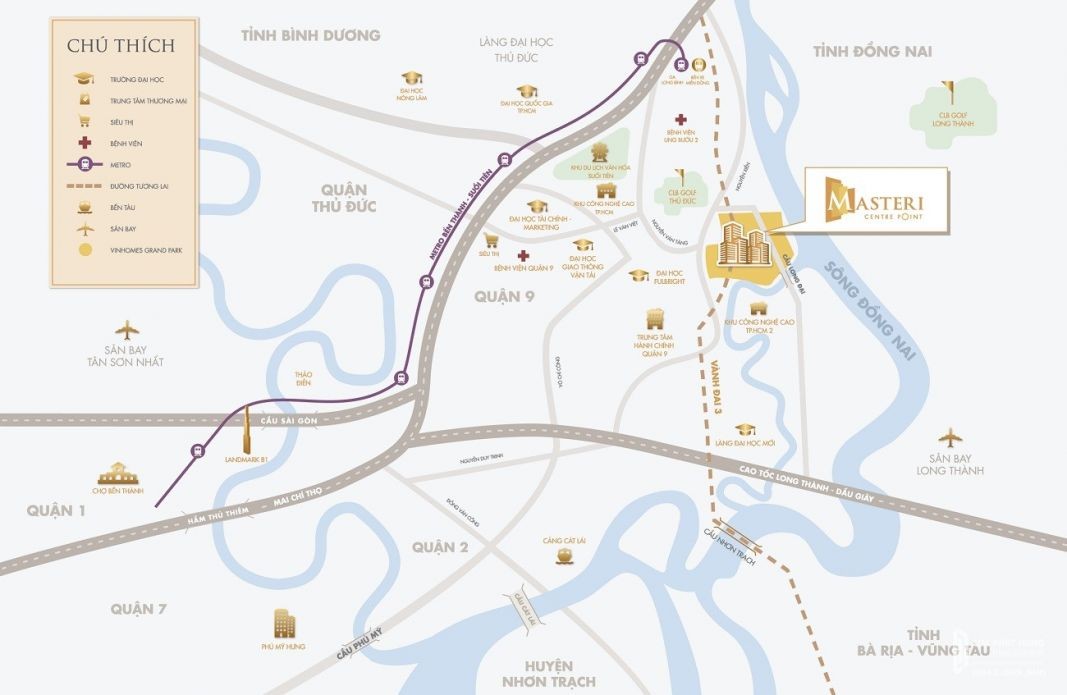 CHÚ THÍCH
TRƯỜNG ĐẠI HỌC
TRUNG TÂM THƯƠNG MẠI
SIÊU THỊ
BỆNH VIỆN
METRO
ĐƯỜNG TƯƠNG LAI
BẾN TÀU
SÂN BAY
VINHOMES GRAND PARK
TỈNH BÌNH DƯƠNG
LÀNG ĐẠI HỌC
THỦ ĐỨC
TỈNH ĐỒNG NAI
ĐẠI HỌC
NÔNG LÂM
ĐẠI HỌC QUỐC GIA
TP.HCM
GA
LONG BÌNH
BẾN XE
MIỀN ĐÔNG
CLB GOLF
LONG THÀNH
BỆNH VIỆN
UNG BƯỚU 2
KHU DU LỊCH VĂN HÓA
SUỐI TIÊN
QUẬN
THỦ ĐỨC
METRO BẾN THÀNH - SUỐI TIÊN
KHU CÔNG NGHỆ CAO
TP.HCM
CLB GOLF
THỦ ĐỨC
NGUYỄN XIỂN
MASTERI
CENTRE POINT
ĐẠI HỌC TÀI CHÍNH -
MARKETING
LÊ VĂN VIỆT
NGUYỄN VĂN TĂNG
SIÊU THỊ
BỆNH VIỆN QUẬN 9
ĐẠI HỌC
GIAO THÔNG
VẬN TẢI
ĐẠI HỌC
FULBRIGHT
CẦU LONG ĐẠI
SÔNG ĐỒNG NAI
QUẬN 9
KHU CÔNG NGHỆ CAO
TP.HCM 2
TRUNG TÂM
HÀNH CHÍNH
QUẬN 9
SÂN BAY
TÂN SƠN NHẤT
THẢO
ĐIỀN
VÀNH ĐAI 3
CẦU SÀI GÒN
LANDMARK 81
LÀNG ĐẠI HỌC MỚI
NGUYỄN DUY TRINH
SÂN BAY
LONG THÀNH
CAO TỐC LONG THÀNH - DẦU GIÂY
CHỢ BẾN THÀNH
QUẬN 1
HẦM THỦ THIÊM
MAI CHÍ THỌ
ĐỒNG VĂN CỐNG
QUẬN 2
CẢNG CÁT LÁI
CẦU NHƠN TRẠCH
QUẬN 7
PHÚ MỸ HƯNG
CẦU PHÚ MỸ
CẦU CÁT LÁI
HUYỆN
NHƠN TRẠCH
TỈNH
BÀ RỊA - VŨNG TAU